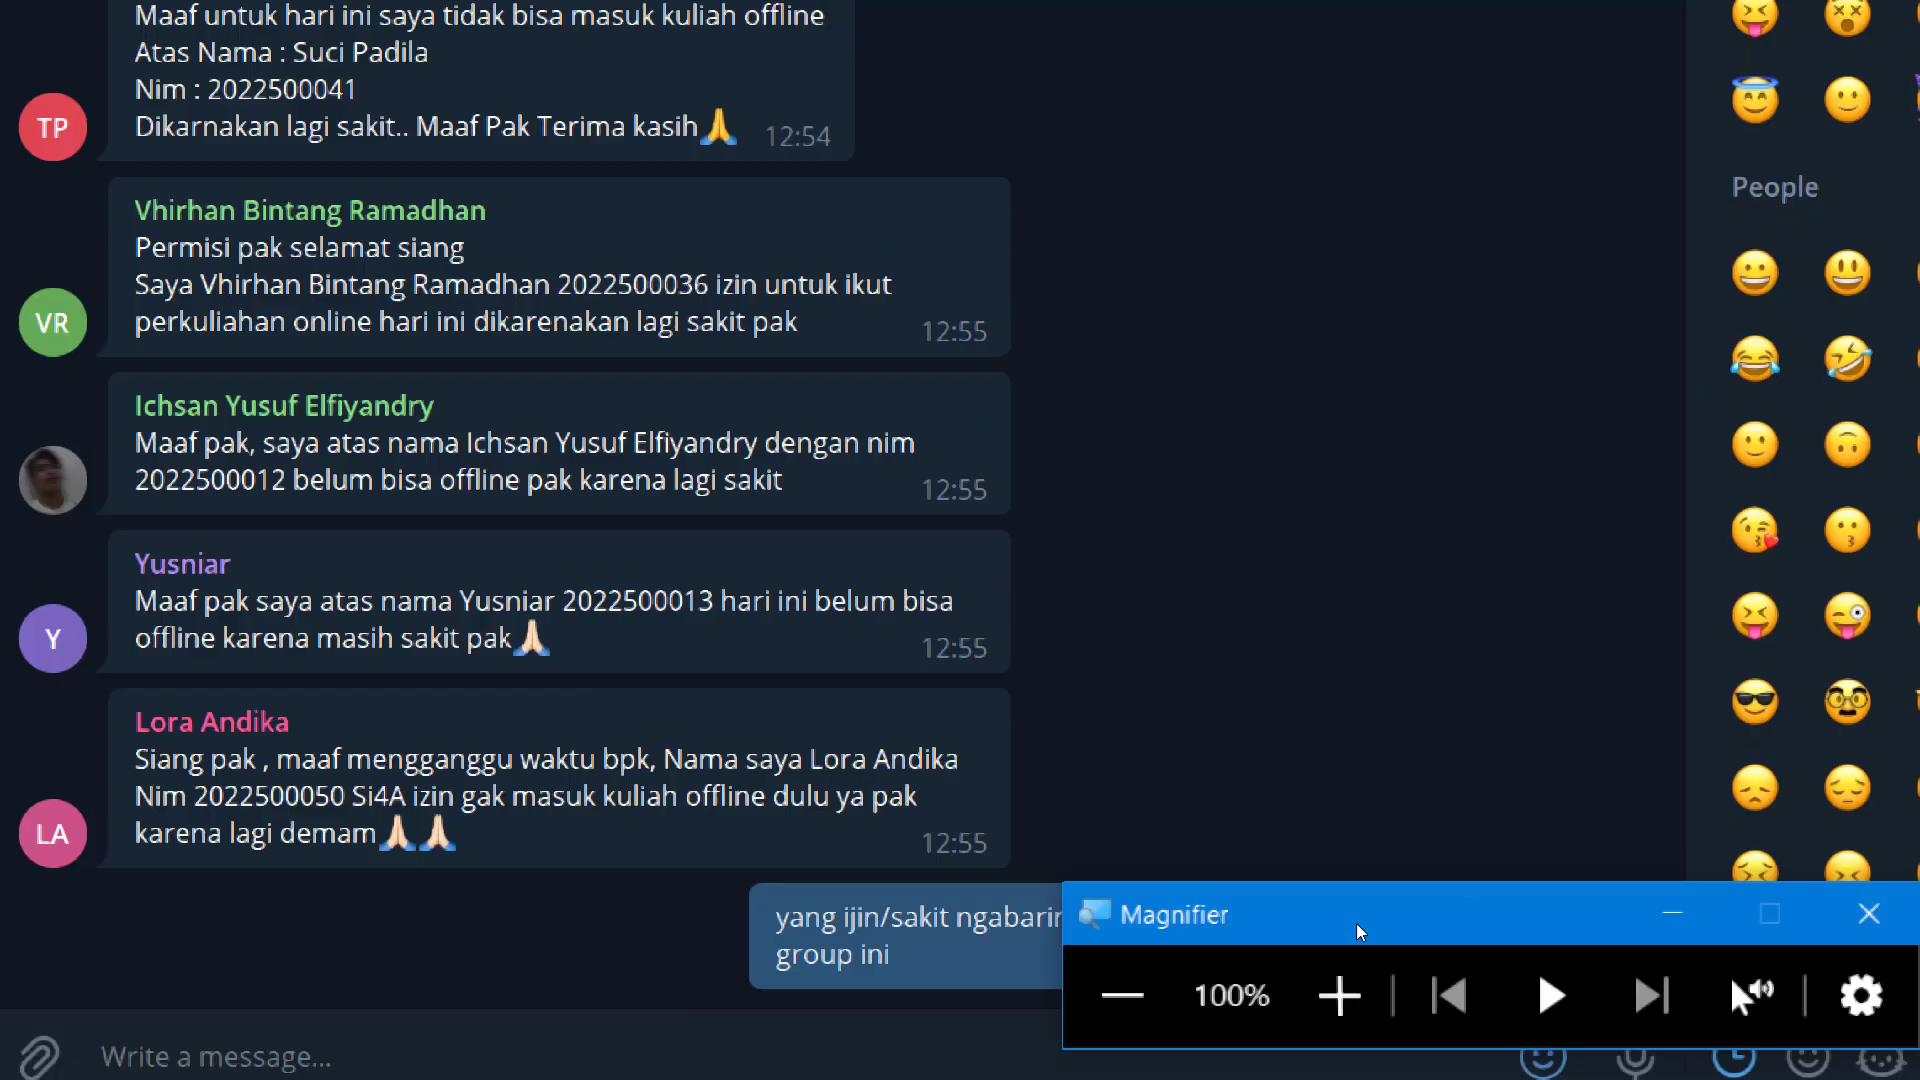 Maaf untuk hari ini saya tidak bisa masuk kuliah offline
Atas Nama : Suci Padila
Nim : 2022500041
Dikarnakan lagi sakit.. Maaf Pak Terima kasih🙏 12:54
TP
Vhirhan Bintang Ramadhan
Permisi pak selamat siang
Saya Vhirhan Bintang Ramadhan 2022500036 izin untuk ikut
perkuliahan online hari ini dikarenakan lagi sakit pak 12:55
VR
Ichsan Yusuf Elfiyandry
Maaf pak, saya atas nama Ichsan Yusuf Elfiyandry dengan nim
2022500012 belum bisa offline pak karena lagi sakit 12:55
Yusniar
Maaf pak saya atas nama Yusniar 2022500013 hari ini belum bisa
offline karena masih sakit pak🙏🏻 12:55
Y
Lora Andika
Siang pak , maaf mengganggu waktu bpk, Nama saya Lora Andika
Nim 2022500050 Si4A izin gak masuk kuliah offline dulu ya pak
karena lagi demam🙏🏻🙏🏻 12:55
LA
yang ijin/sakit
group ini
Write a message...
People
Magnifier
100%